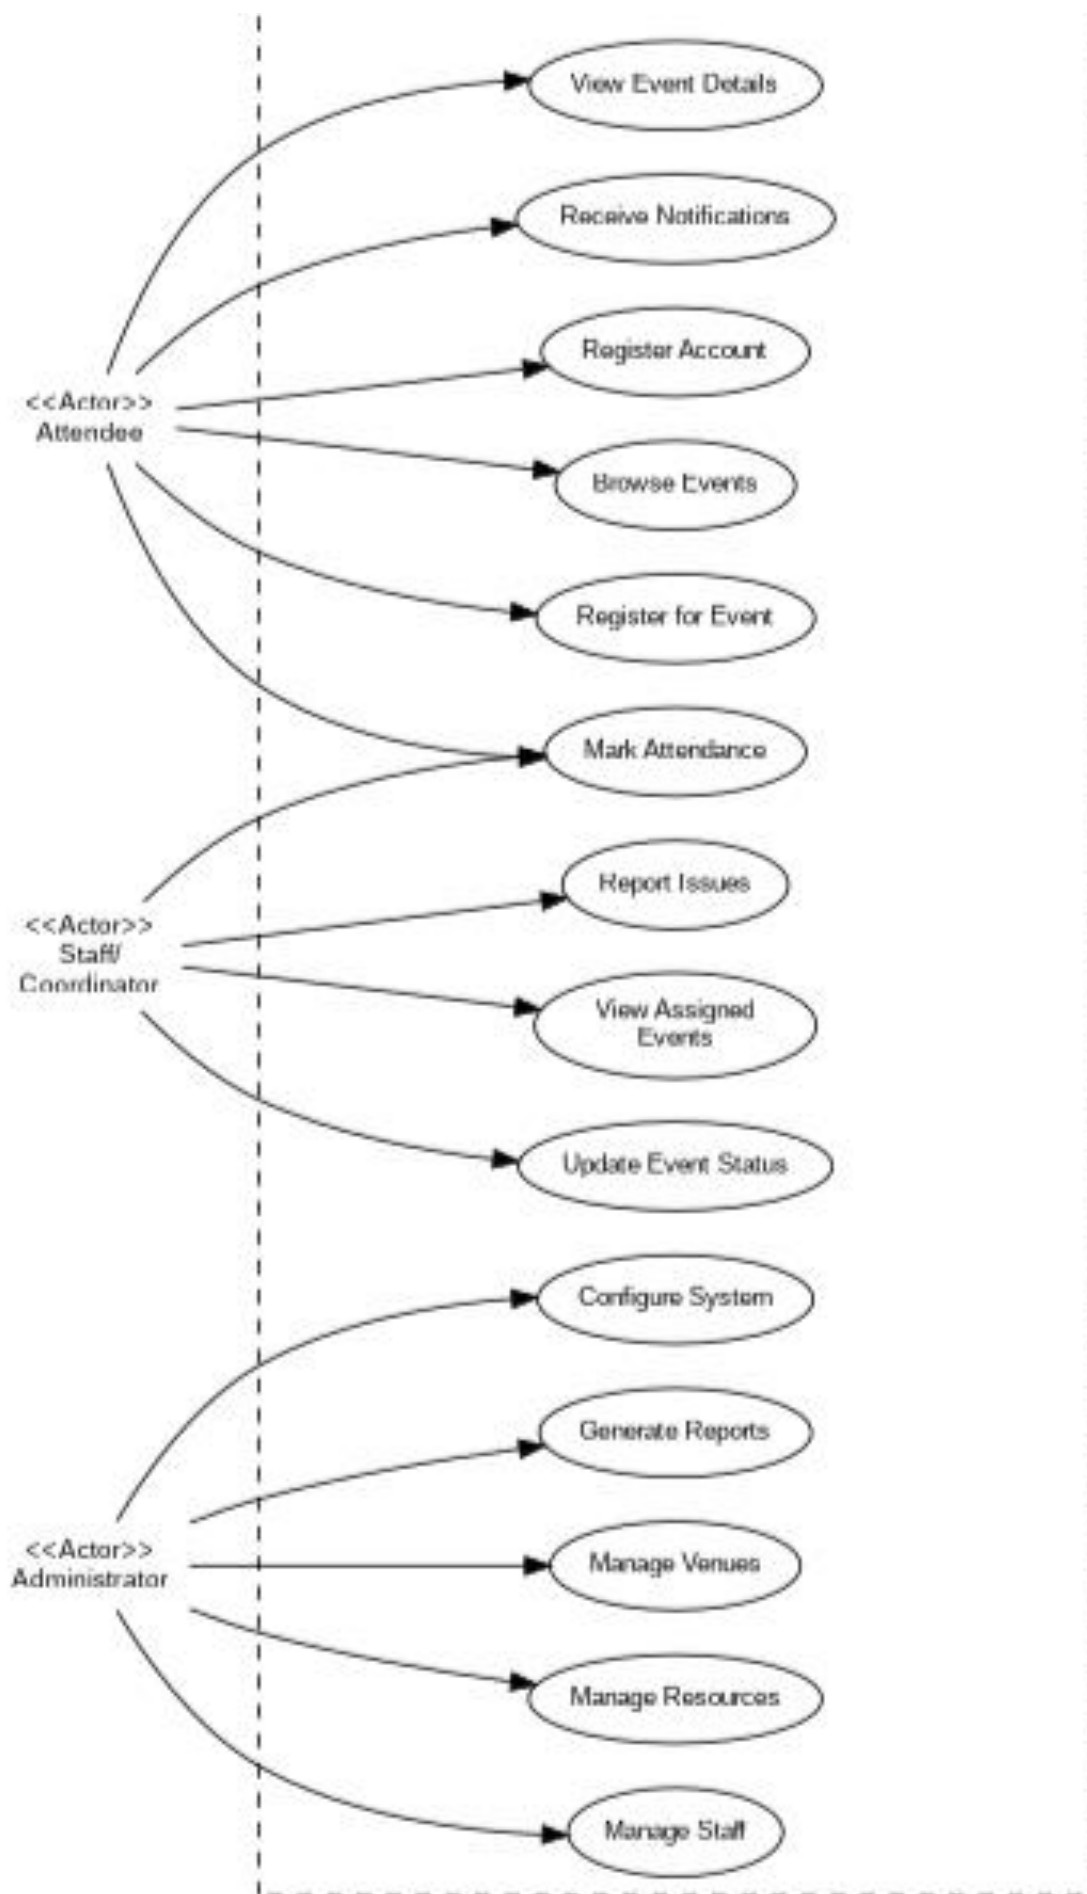 View Event Details
Receive Notifications
Register Account
<<Actor>>
Attendee
Browse Events
Register for Event
Mark Attendance
Report Issues
<<Actor>>
Staff/
Coordinator
View Assigned
Events
Update Event Status
Configure System
Generate Reports
<<Actor>>
Administrator
Manage Venues
Manage Resources
Manage Staff